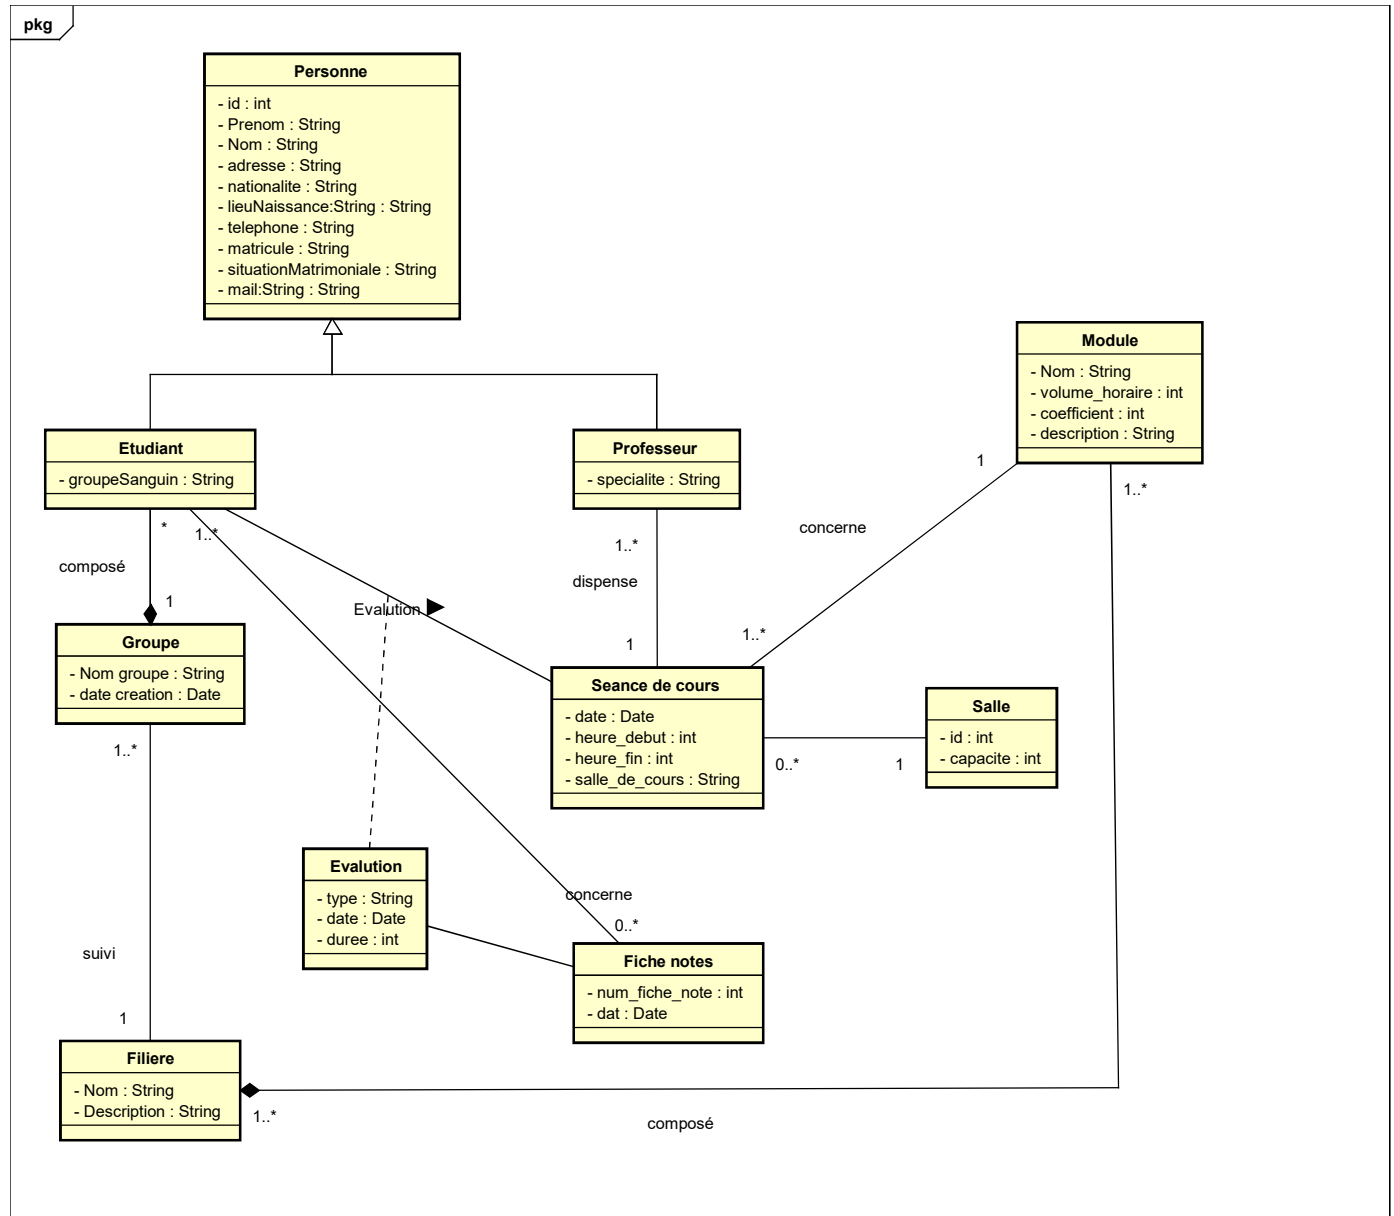 pkg
Personne
- id : int
- Prenom : String
- Nom : String
- adresse : String
- nationalite : String
- lieuNaissance:String : String
- telephone : String
- matricule : String
- situationMatrimoniale : String
- mail:String : String
Module
- Nom : String
- volume_horaire : int
- coefficient : int
- description : String
Etudiant
- groupeSanguin : String
Professeur
- specialite : String
1
1..*
*
1..*
concerne
1..*
composé
dispense
1
Evalution
1..*
1
Groupe
- Nom groupe : String
- date creation : Date
Seance de cours
- date : Date
- heure_debut : int
- heure_fin : int
- salle_de_cours : String
Salle
- id : int
- capacite : int
1..*
0..*
1
Evalution
- type : String
- date : Date
- duree : int
concerne
0..*
suivi
Fiche notes
- num_fiche_note : int
- dat : Date
1
Filiere
- Nom : String
- Description : String
1..*
composé